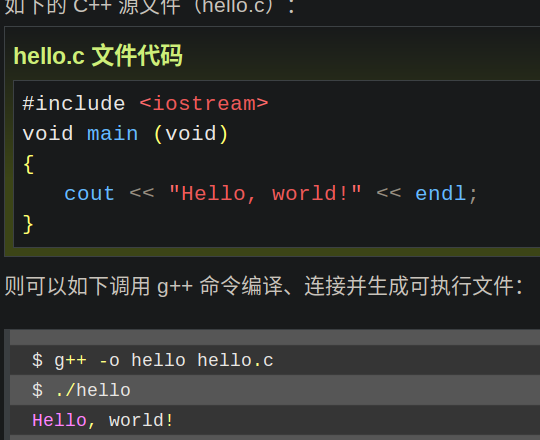 如下的 C++ 源文件（hello.c）：
hello.c 文件代码
#include <iostream>
void main (void)
{
cout << "Hello, world!" << endl;
}
则可以如下调用 g++ 命令编译、连接并生成可执行文件：
$ g++ -o hello hello.c
$ ./hello
Hello, world!